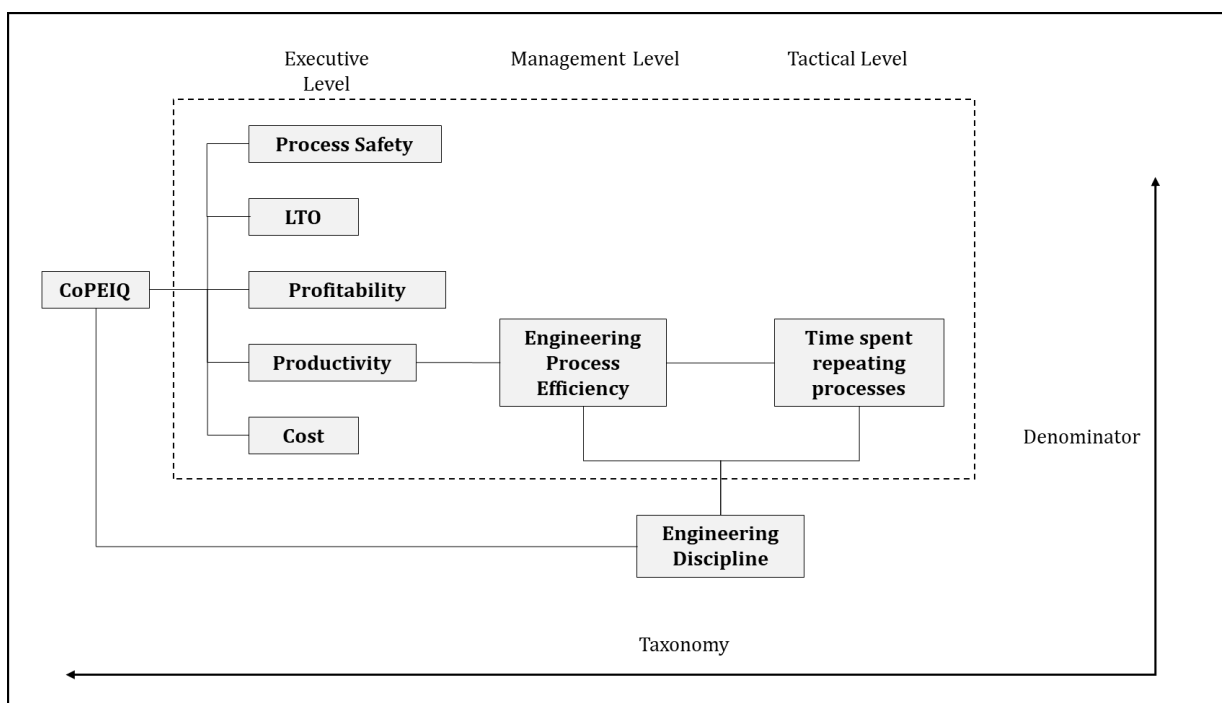 Executive
Level
Management Level
Tactical Level
Process Safety
LTO
CoPEIQ
Profitability
Productivity
Engineering
Process
Efficiency
Time spent
repeating
processes
Cost
Denominator
Engineering
Discipline
Taxonomy